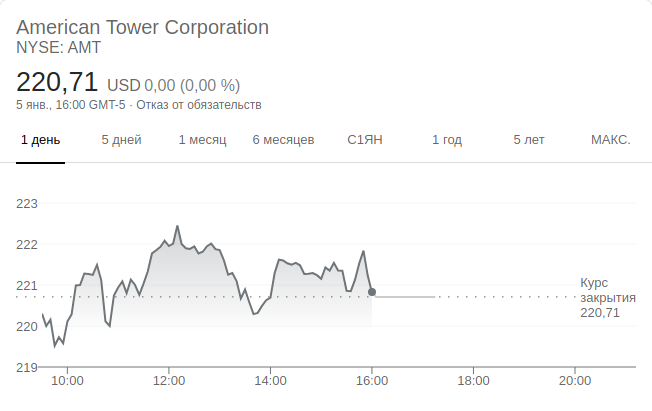 American Tower Corporation
NYSE: AMT
220,71 USD 0,00 (0,00 %)
5 янв., 16:00 GMT-5 · Отказ от обязательств
1 день 5 дней 1 месяц 6 месяцев С1ЯН 1 год 5 лет МАКС.
223
222
221
220
219
Курс
закрытия
220,71
10:00 12:00 14:00 16:00 18:00 20:00